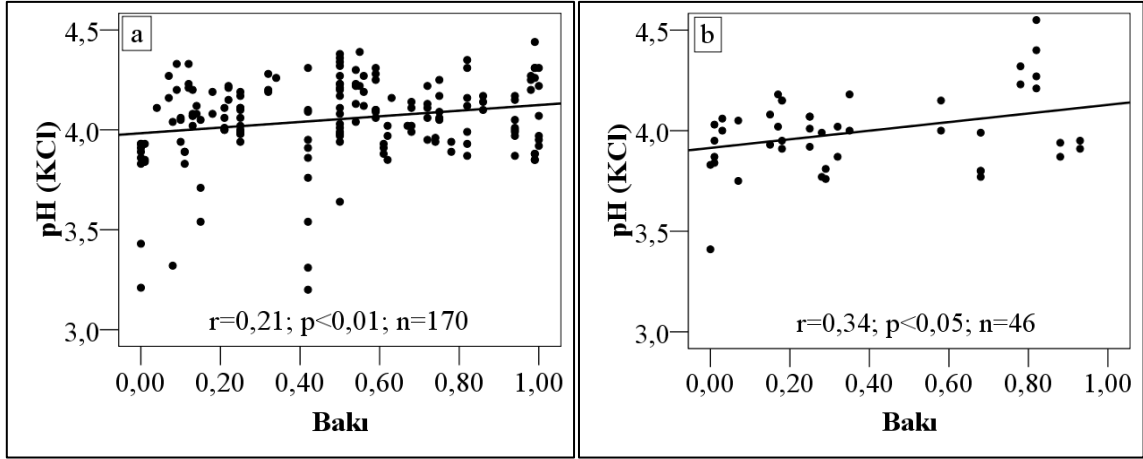 a
pH (KCl)
4,5
4,0
3,5
3,0
r=0,21; p<0,01; n=170
0,00 0,20 0,40 0,60 0,80 1,00
Bakı
b
pH (KCl)
4,5
4,0
3,5
3,0
r=0,34; p<0,05; n=46
0,00 0,20 0,40 0,60 0,80 1,00
Bakı